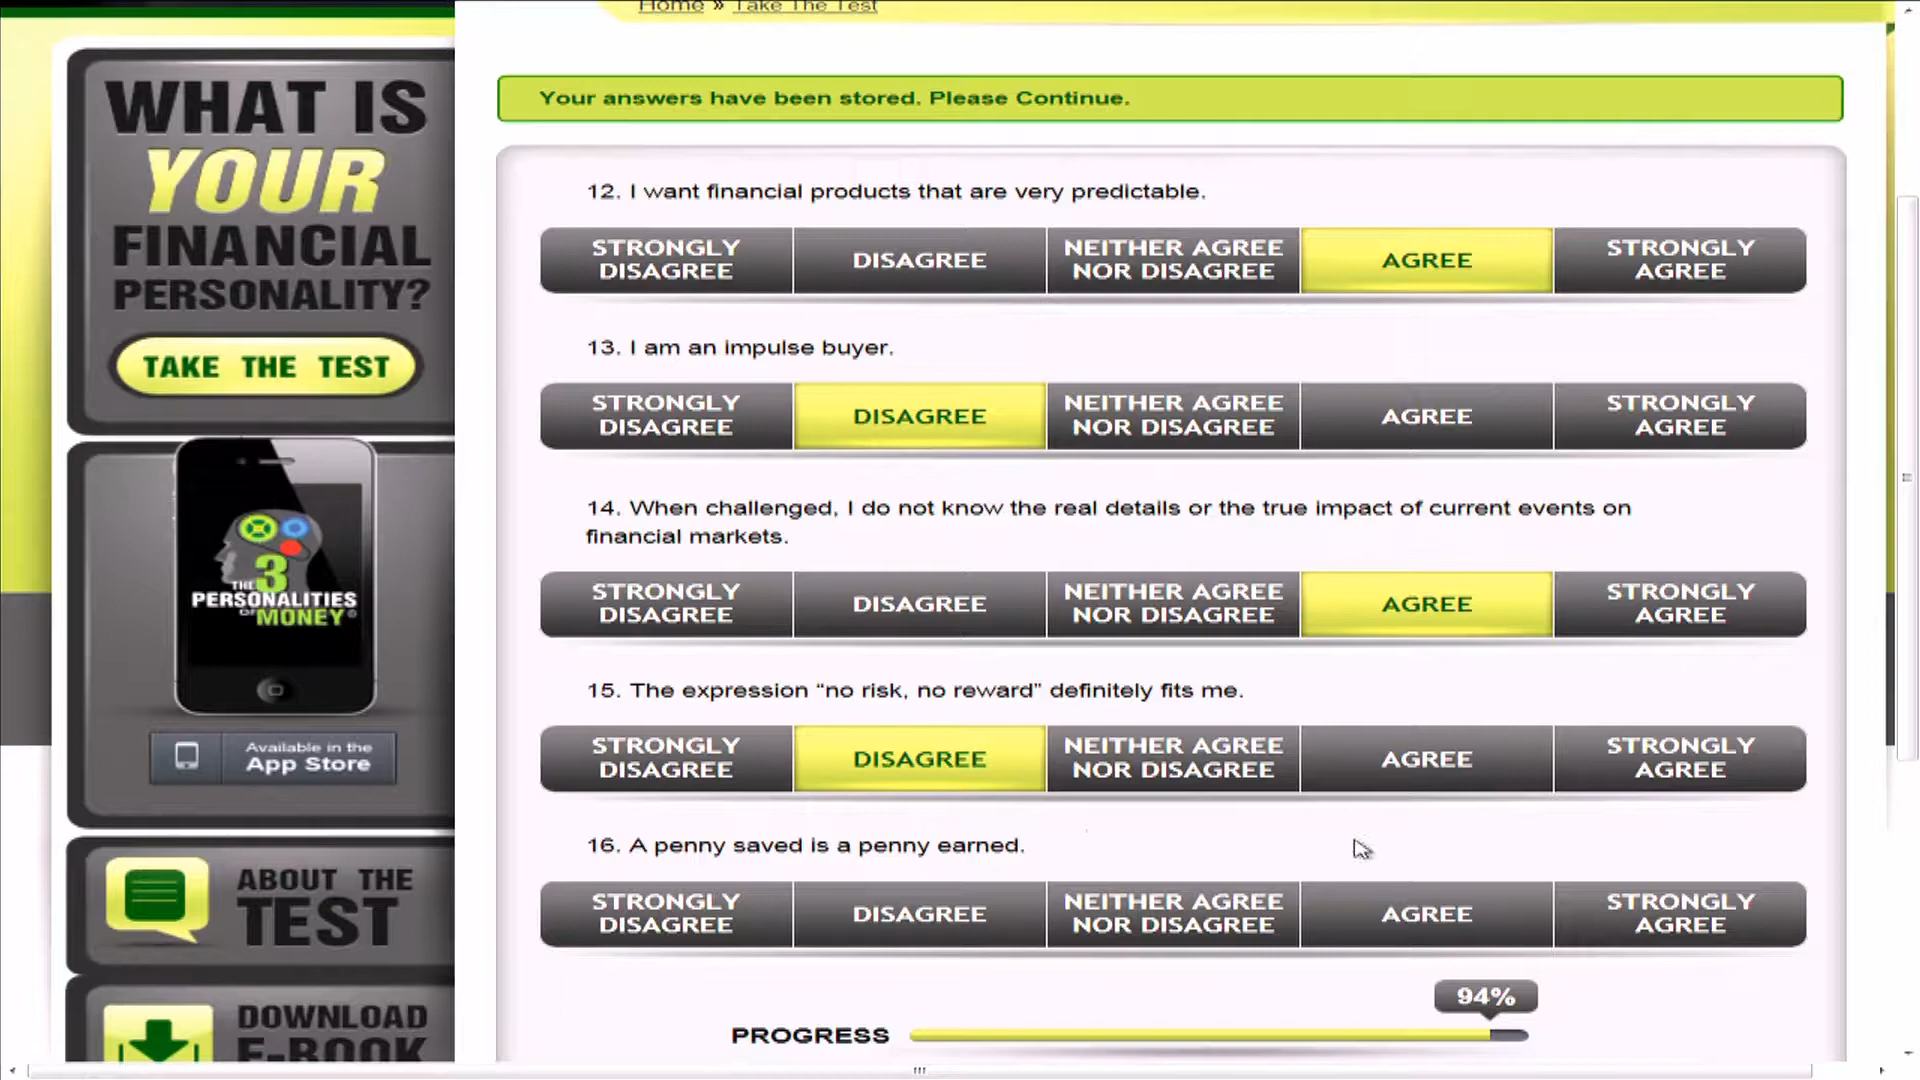 Home » Take The Test
WHAT IS
YOUR
FINANCIAL
PERSONALITY?
TAKE THE TEST
THE 3
PERSONALITIES
OF MONEY
Available in the
App Store
ABOUT THE
TEST
DOWNLOAD
E-BOOK
Your answers have been stored. Please Continue.
12. I want financial products that are very predictable.
STRONGLY DISAGREE DISAGREE NEITHER AGREE NOR DISAGREE AGREE STRONGLY AGREE
13. I am an impulse buyer.
STRONGLY DISAGREE DISAGREE NEITHER AGREE NOR DISAGREE AGREE STRONGLY AGREE
14. When challenged, I do not know the real details or the true impact of current events on
financial markets.
STRONGLY DISAGREE DISAGREE NEITHER AGREE NOR DISAGREE AGREE STRONGLY AGREE
15. The expression “no risk, no reward” definitely fits me.
STRONGLY DISAGREE DISAGREE NEITHER AGREE NOR DISAGREE AGREE STRONGLY AGREE
16. A penny saved is a penny earned.
STRONGLY DISAGREE DISAGREE NEITHER AGREE NOR DISAGREE AGREE STRONGLY AGREE
94%
PROGRESS